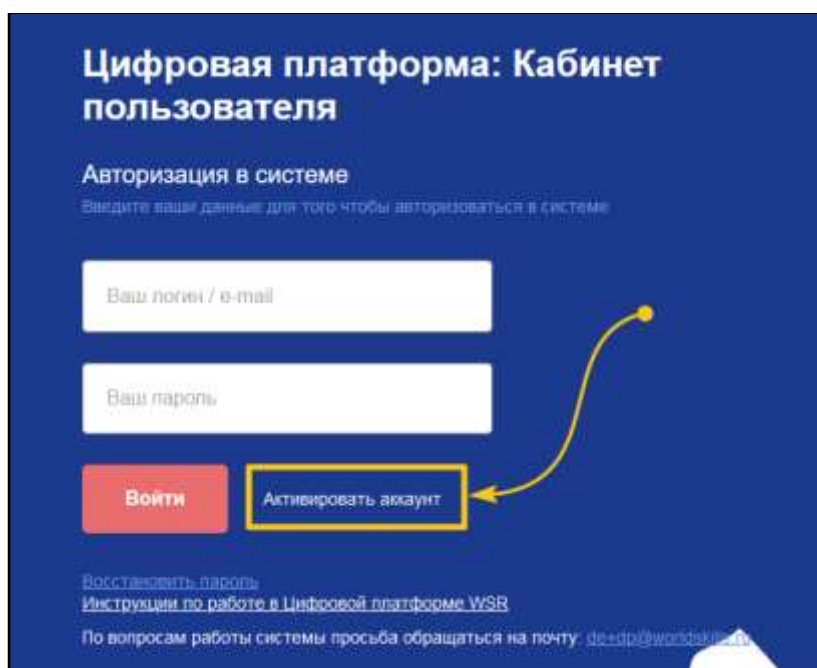 Цифровая платформа: Кабинет
пользователя
Авторизация в системе
Введите ваши данные для того чтобы авторизоваться в системе
Ваш логин / e-mail
Ваш пароль
Войти
Активировать аккаунт
Восстановить пароль
Инструкции по работе в Цифровой платформе WSR
По вопросам работы системы просьба обращаться на почту: